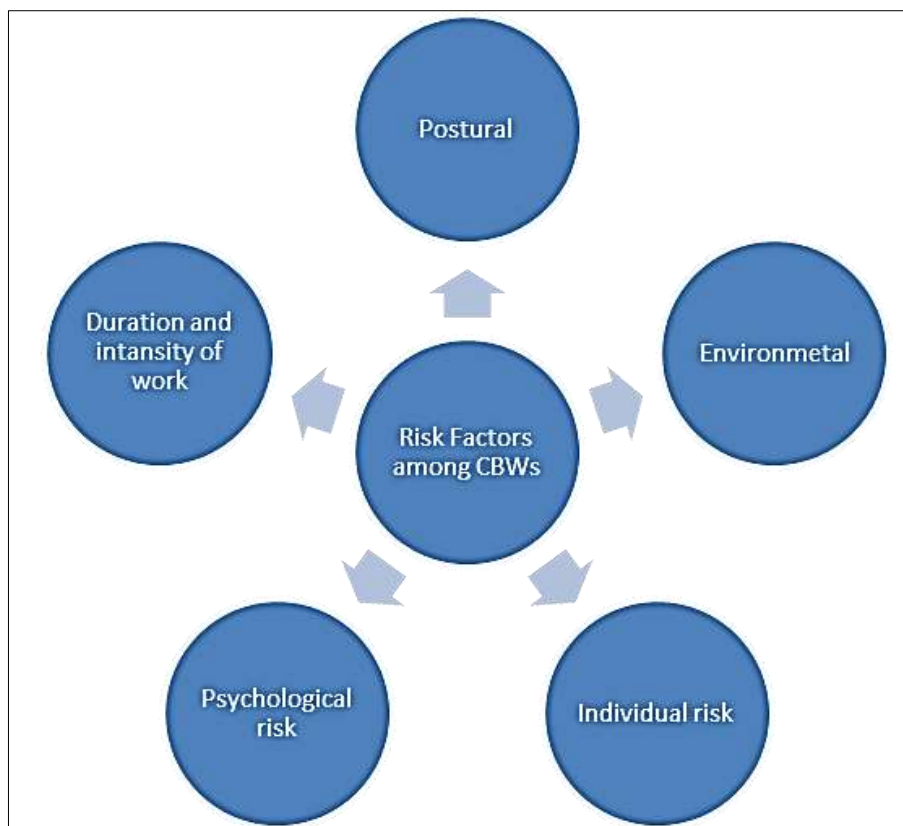 Postural
Duration and
intansity of
work
Environmetal
Risk Factors
among CBWs
Psychological
risk
Individual risk